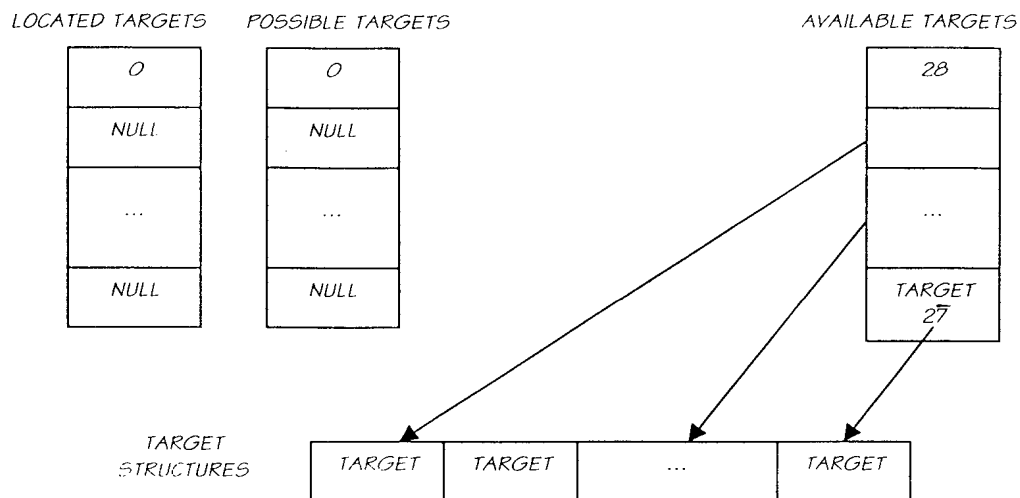 LOCATED TARGETS
POSSIBLE TARGETS
AVAILABLE TARGETS
0
0
28
NULL
NULL
...
...
...
NULL
NULL
TARGET
27
TARGET
STRUCTURES
TARGET
TARGET
...
TARGET